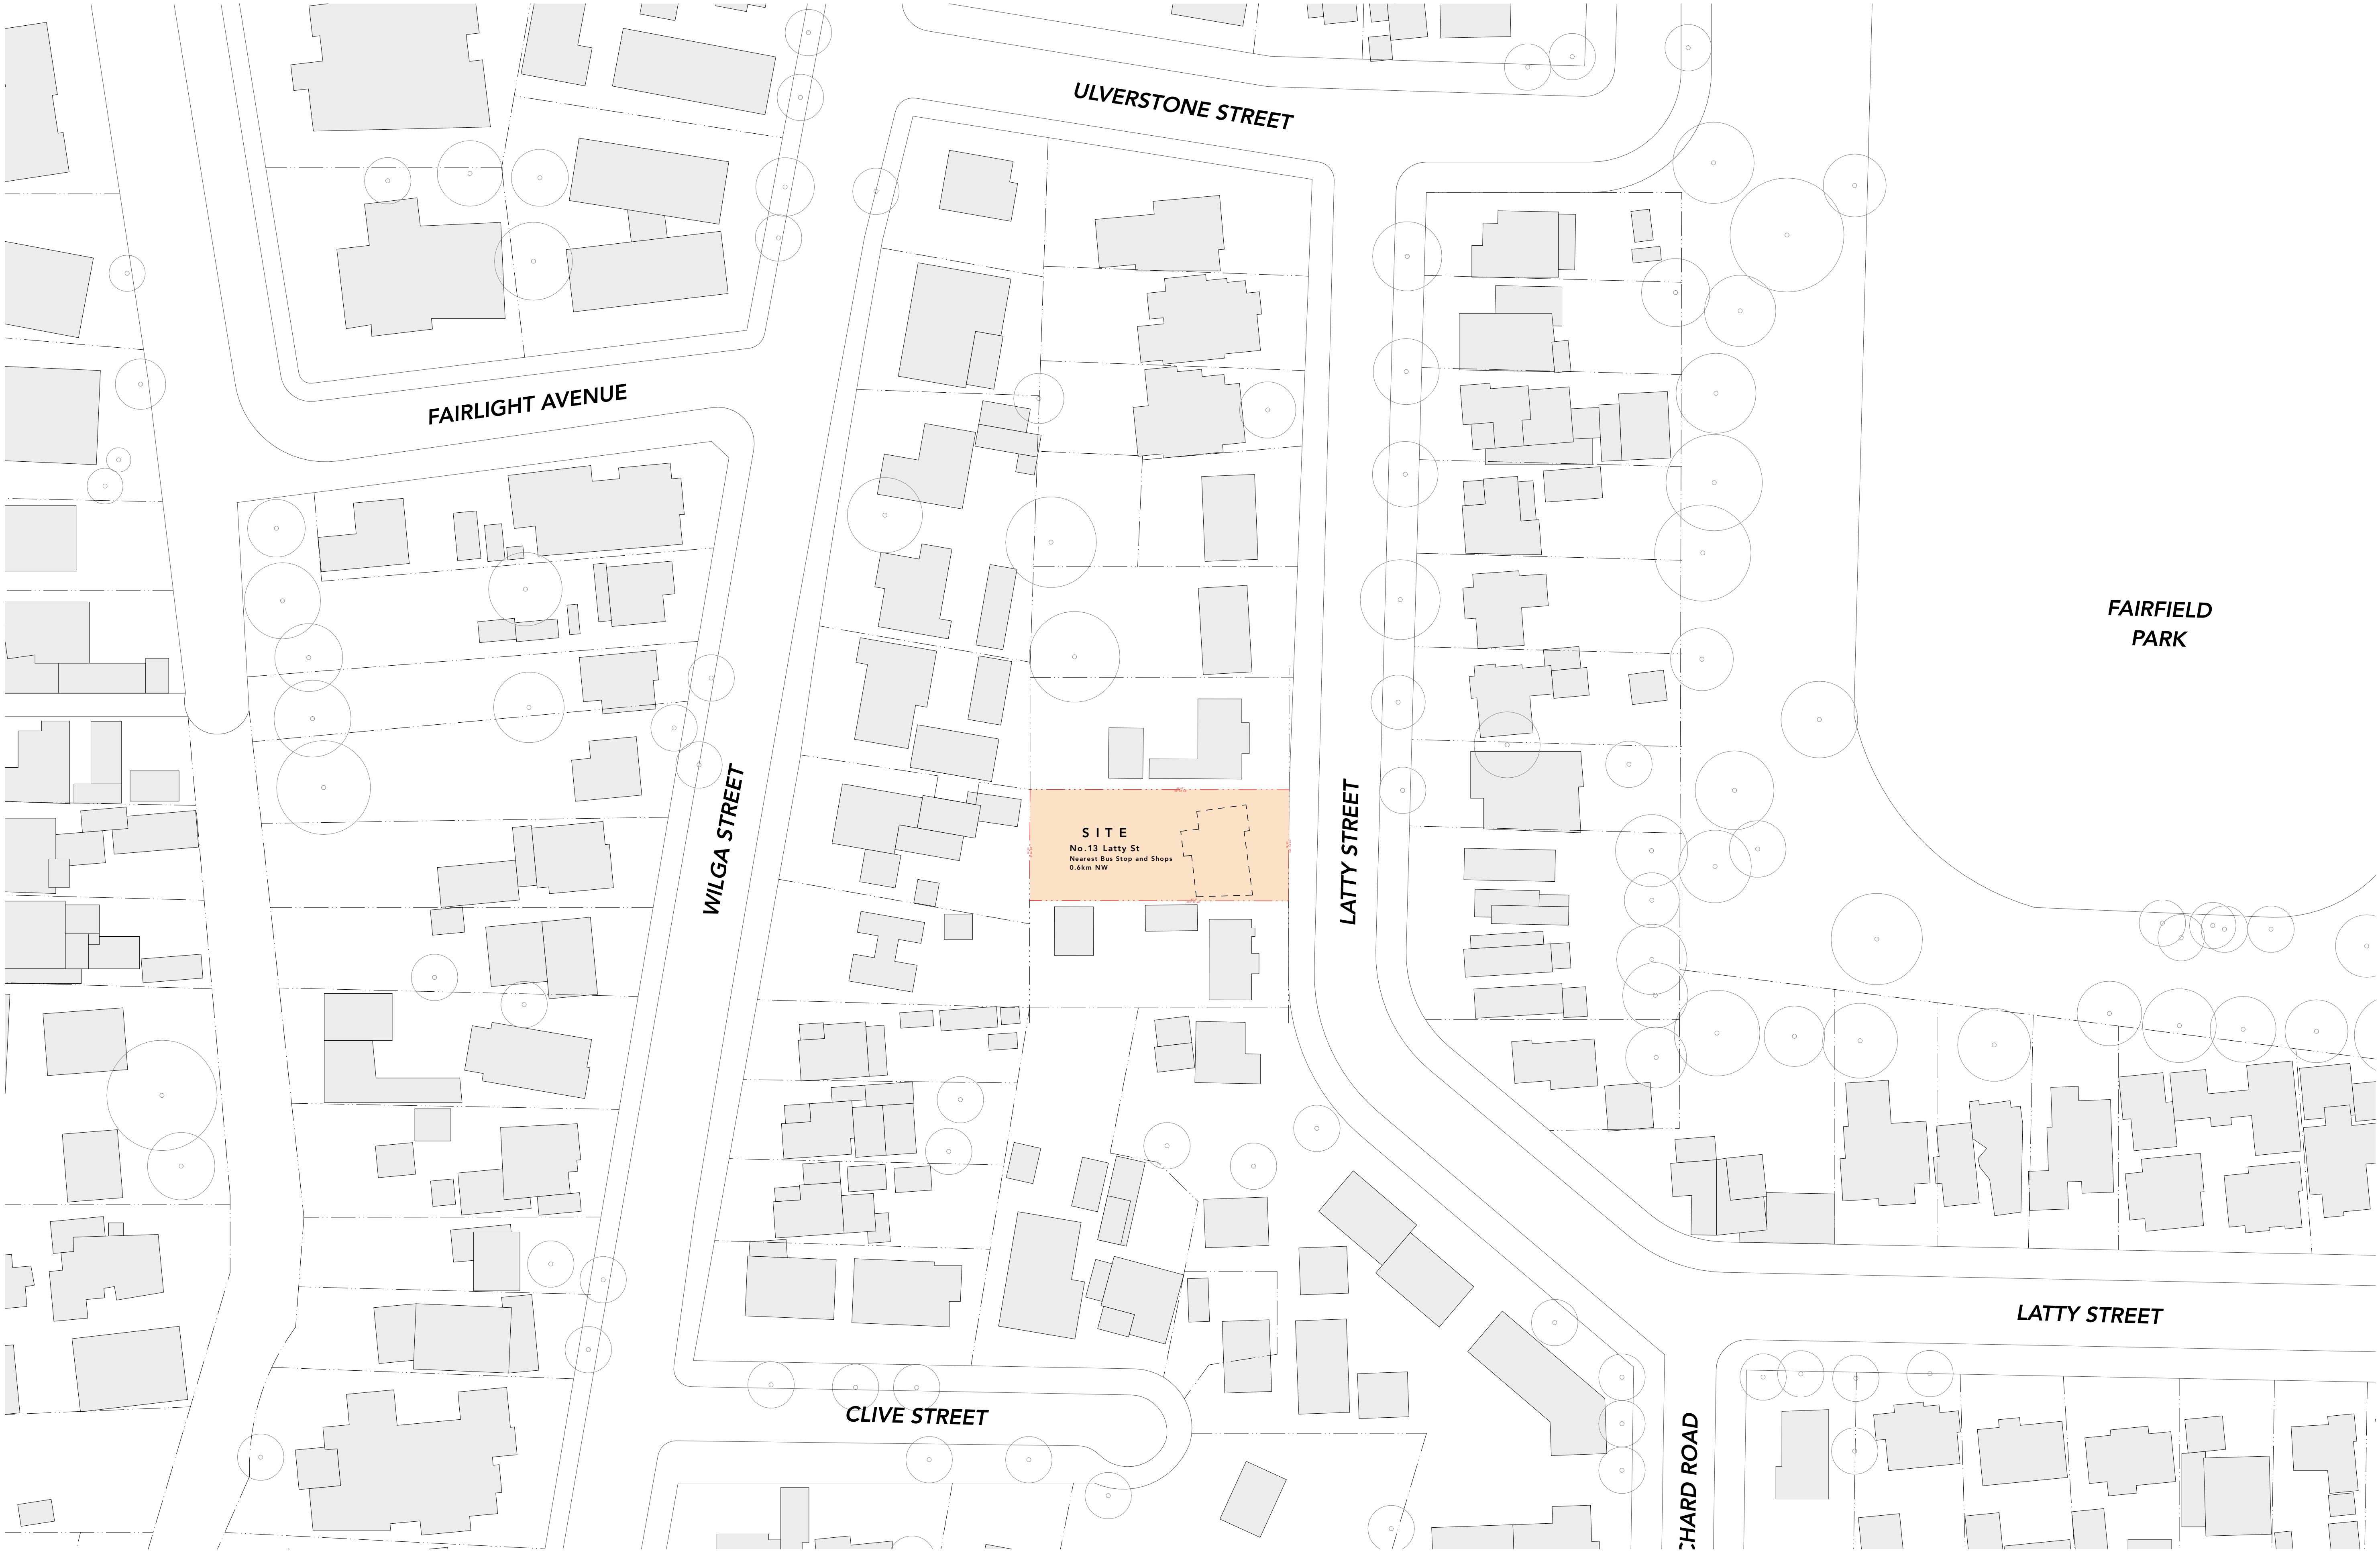 ULVERSTONE STREET
FAIRLIGHT AVENUE
FAIRFIELD
PARK
WILGA STREET
LATTY STREET
SITE
No.13 Latty St
Nearest Bus Stop and Shops
0.6km NW
LATTY STREET
CLIVE STREET
CHARD ROAD